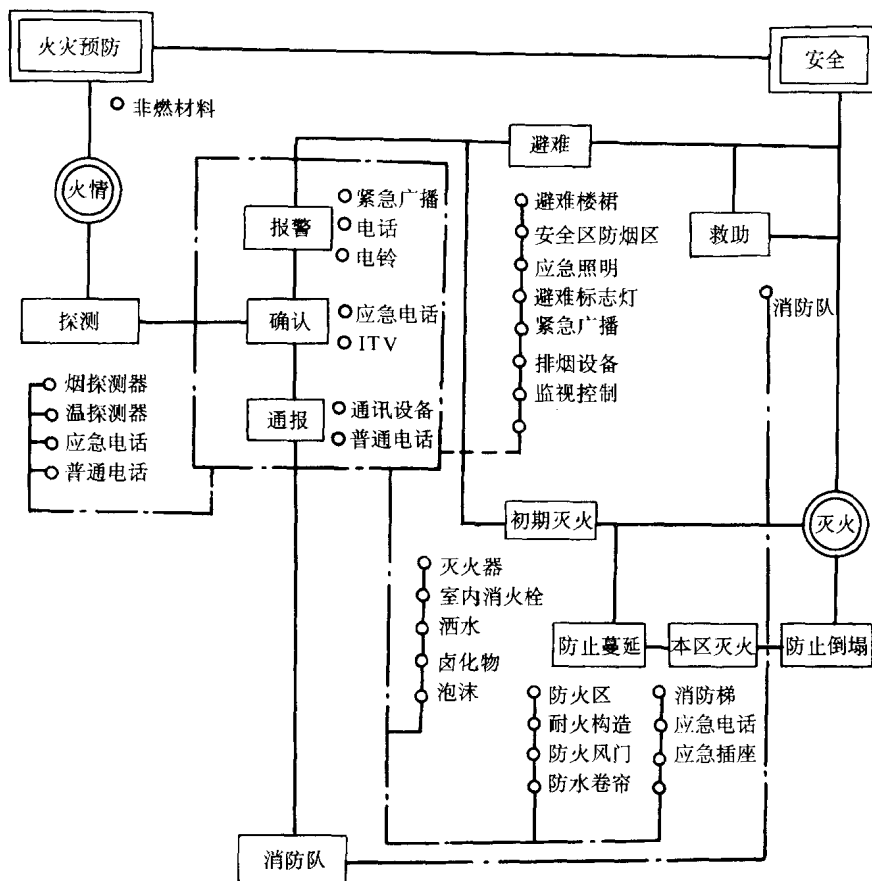 火火预防
安全
非燃材料
避难
火情
紧急广播
报警
电话
电铃
避难楼裙
安全区防烟区
应急照明
避难标志灯
紧急广播
排烟设备
监视控制
救助
消防队
探测
确认
应急电话
ITV
烟探测器
温探测器
应急电话
普通电话
通报
通讯设备
普通电话
初期灭火
灭火
灭火器
室内消火栓
洒水
卤化物
泡沫
防止蔓延
本区灭火
防止倒塌
防火区
耐火构造
防火风门
防水卷帘
消防梯
应急电话
应急插座
消防队